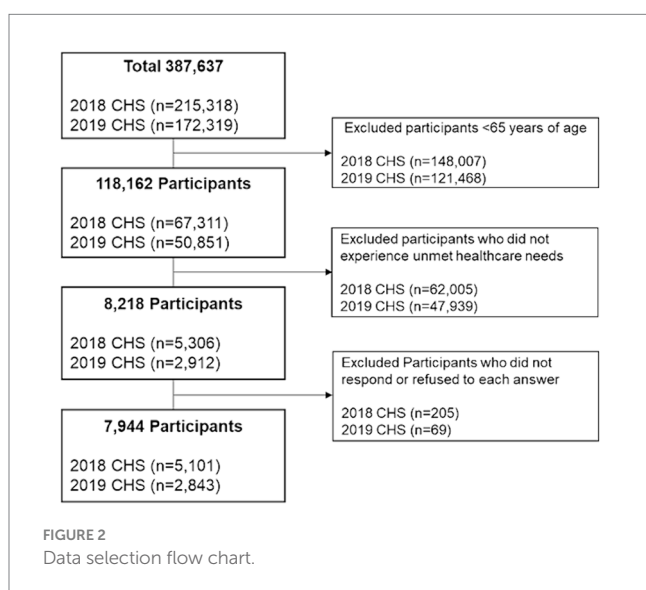 Total 387,637
2018 CHS (n=215,318)
2019 CHS (n=172,319)
Excluded participants <65 years of age
2018 CHS (n=148,007)
2019 CHS (n=121,468)
118,162 Participants
2018 CHS (n=67,311)
2019 CHS (n=50,851)
Excluded participants who did not
experience unmet healthcare needs
2018 CHS (n=62,005)
2019 CHS (n=47,939)
8,218 Participants
2018 CHS (n=5,306)
2019 CHS (n=2,912)
Excluded Participants who did not
respond or refused to each answer
2018 CHS (n=205)
2019 CHS (n=69)
7,944 Participants
2018 CHS (n=5,101)
2019 CHS (n=2,843)
FIGURE 2
Data selection flow chart.